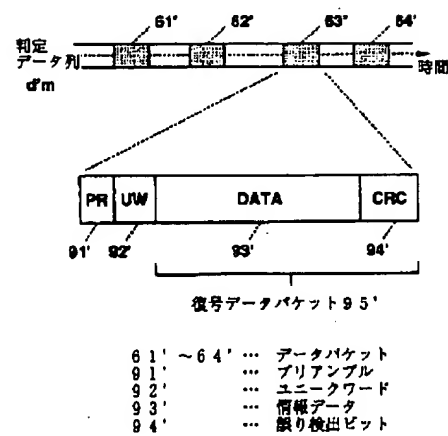 61' 62' 63' 64'
判定
データ列
d'm
時間
PR UW DATA CRC
91' 92' 93' 94'
復号データパケット95'
61'~64' … データパケット
91' … プリアンブル
92' … ユニークワード
93' … 情報データ
94' … 誤り検出ビット